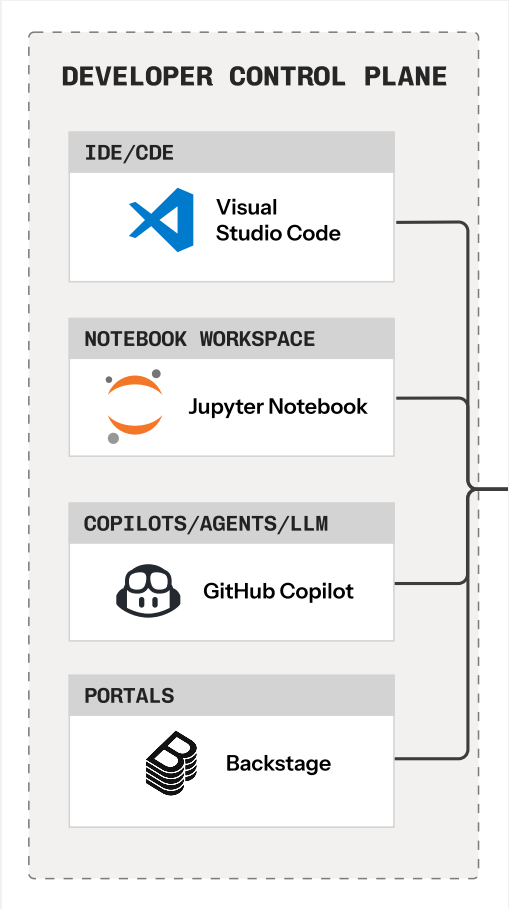 DEVELOPER CONTROL PLANE
IDE/CDE
Visual
Studio Code
NOTEBOOK WORKSPACE
Jupyter Notebook
COPILOTS/AGENTS/LLM
GitHub Copilot
PORTALS
Backstage